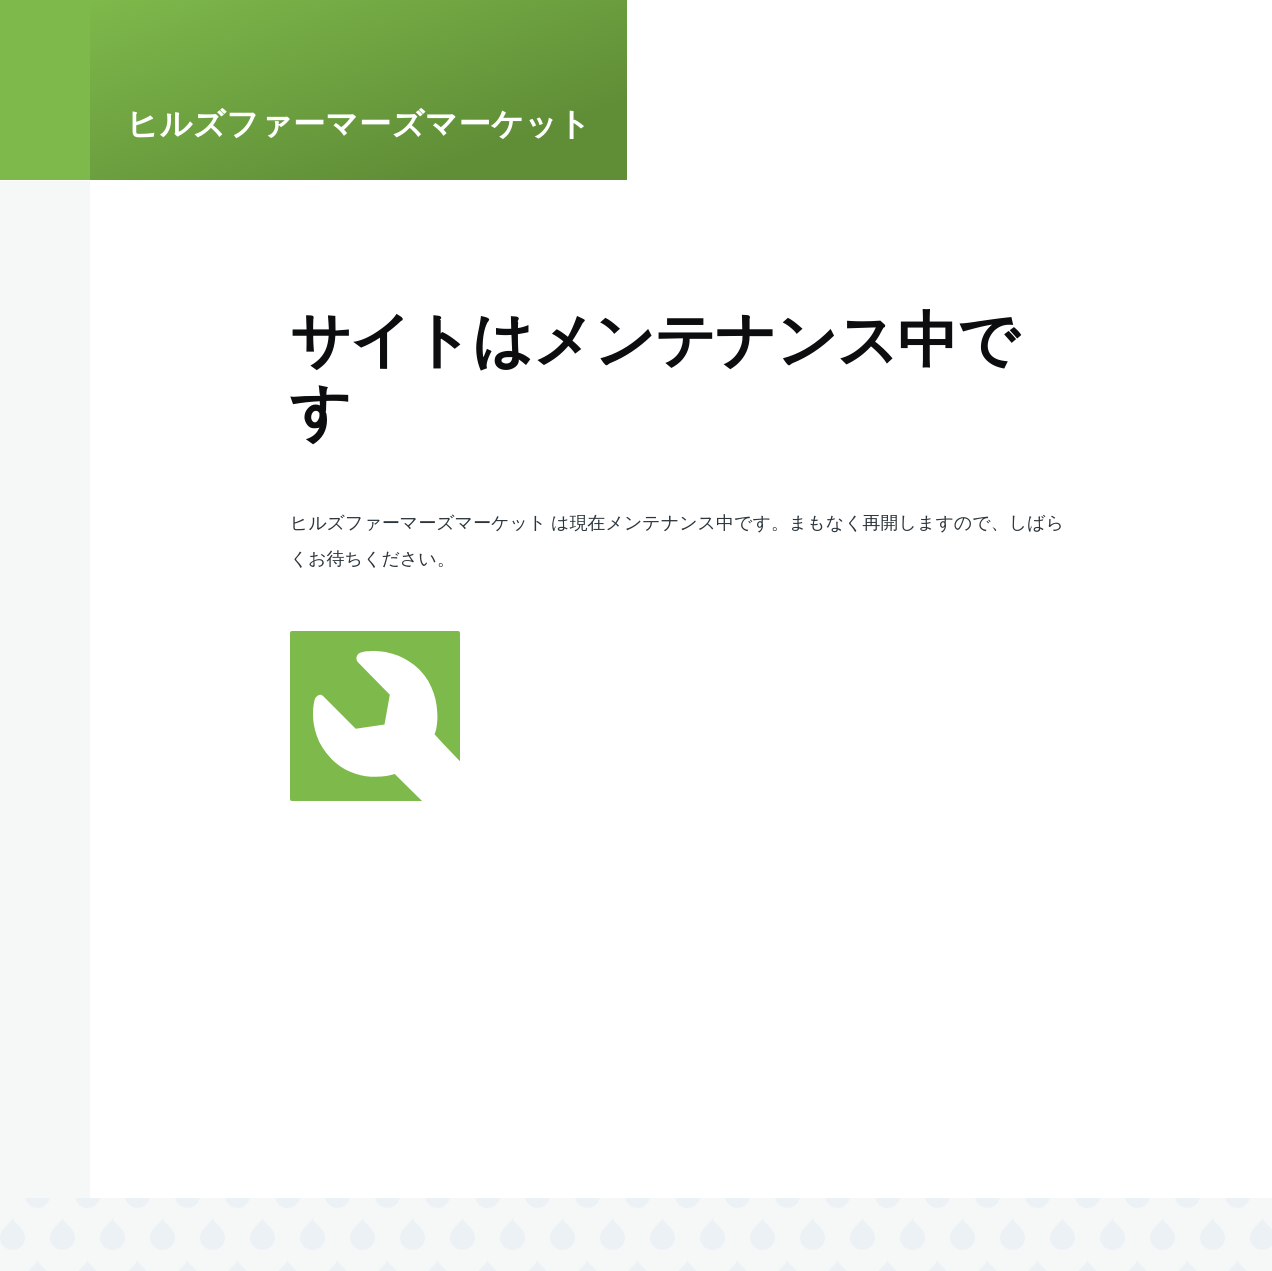 ヒルズファーマーズマーケット
サイトはメンテナンス中で
す
ヒルズファーマーズマーケット は現在メンテナンス中です。まもなく再開しますので、しばら
くお待ちください。